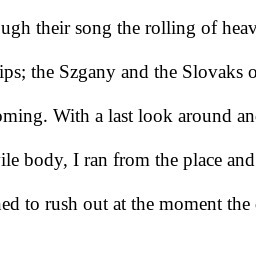 ugh their song the rolling of heav
ips; the Szgany and the Slovaks o
oming. With a last look around an
ile body, I ran from the place and
ned to rush out at the moment the